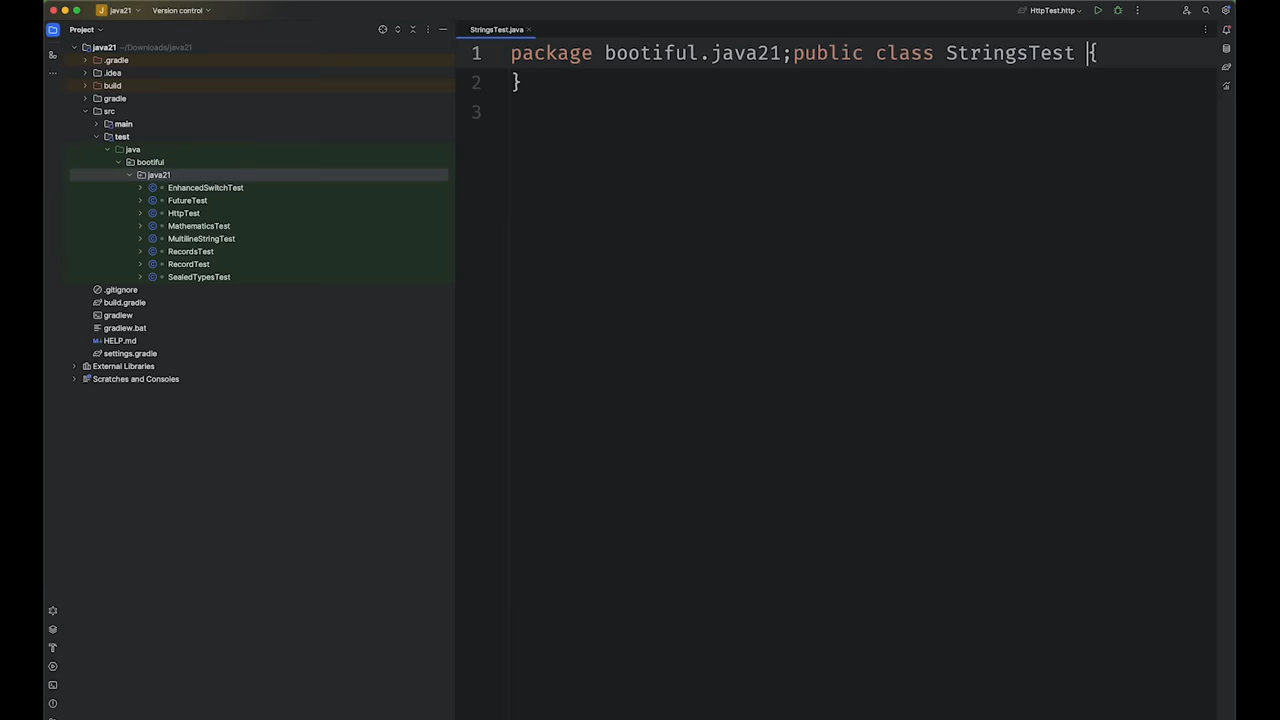 java21
Version control
HttpTest.http
Project
StringsTest.java
java21 ~/Downloads/java21
.gradle
.idea
build
gradle
src
main
test
java
bootiful
java21
EnhancedSwitchTest
FutureTest
HttpTest
MathematicsTest
MultilineStringTest
RecordsTest
RecordTest
SealedTypesTest
.gitignore
build.gradle
gradlew
gradlew.bat
HELP.md
settings.gradle
External Libraries
Scratches and Consoles
1 package bootiful.java21;public class StringsTest {
2 }
3